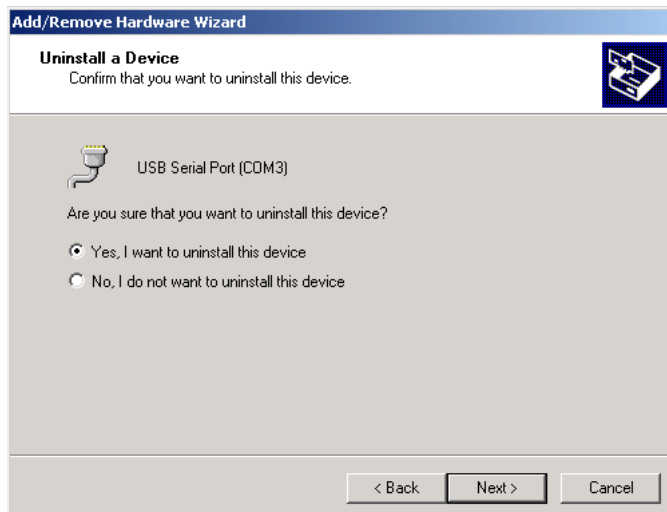 Add/Remove Hardware Wizard
Uninstall a Device
Confirm that you want to uninstall this device.
USB Serial Port (COM3)
Are you sure that you want to uninstall this device?
Yes, I want to uninstall this device
No, I do not want to uninstall this device
< Back
Next >
Cancel